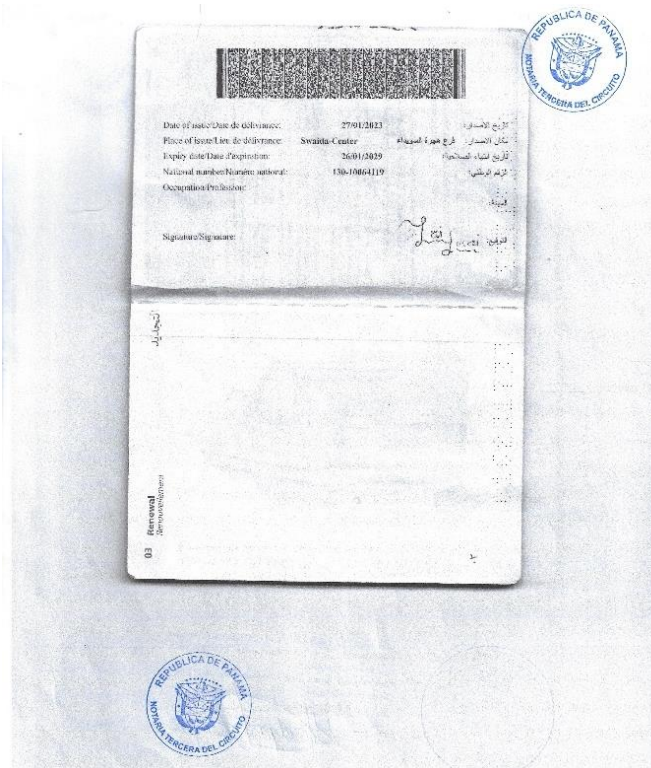 REPUBLICA DE PANAMA
NOTARIA TERCERA DEL CIRCUITO
Date of issue/Date de délivrance: 27/01/2023 تاريخ الاصدار:
Place of issue/Lieu de délivrance: Swaida-Center فرع هجرة السويداء مكان الاصدار:
Expiry date/Date d'expiration: 26/01/2029 تاريخ انتهاء الصلاحية:
National number/Numéro national: 130-10064119 الرقم الوطني:
Occupation/Profession: المهنة:
Signature/Signature: التوقيع:
التجديد
Renewal
Renouvellement
03
REPUBLICA DE PANAMA
NOTARIA TERCERA DEL CIRCUITO